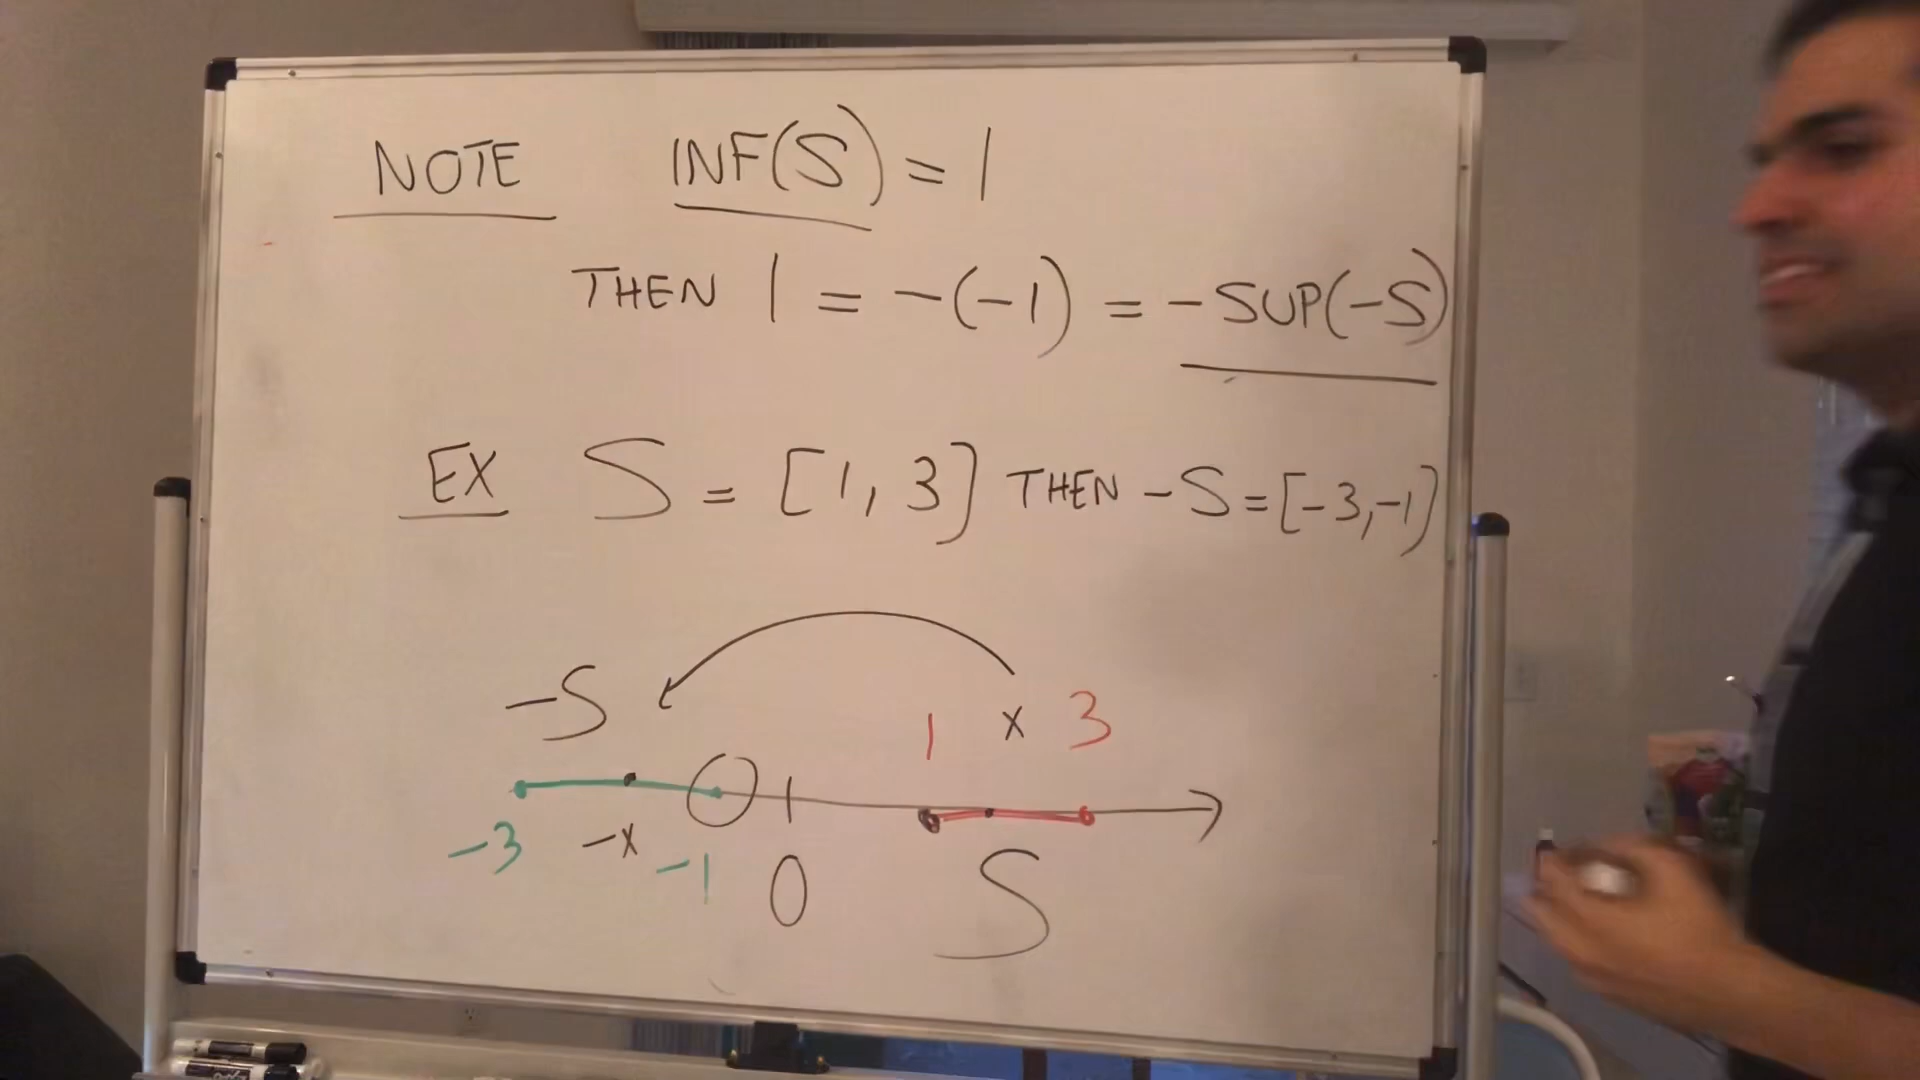 NOTE INF(S) = 1
THEN 1 = -(-1) = -SUP(-S)
EX S = [1, 3] THEN -S = [-3, -1]
-S 1 x 3
-3 -x -1 0 S